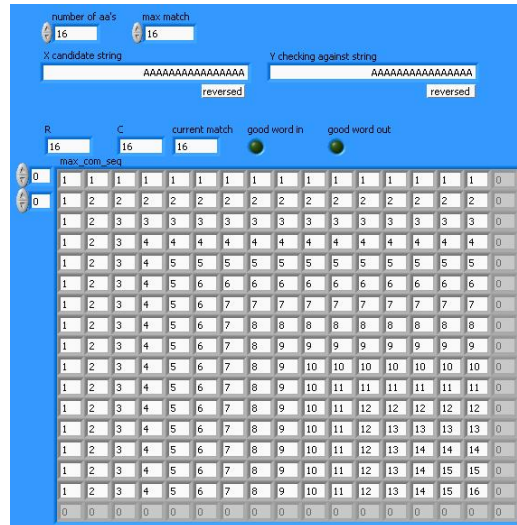 number of aa's max match
16 16
X candidate string Y checking against string
AAAAAAAAAAAAAAAA AAAAAAAAAAAAAAAA
reversed reversed
R C current match good word in good word out
16 16 16
max_com_seq
0 1 1 1 1 1 1 1 1 1 1 1 1 1 1 1 1 0
0 1 2 2 2 2 2 2 2 2 2 2 2 2 2 2 2 0
1 2 3 3 3 3 3 3 3 3 3 3 3 3 3 3 0
1 2 3 4 4 4 4 4 4 4 4 4 4 4 4 4 0
1 2 3 4 5 5 5 5 5 5 5 5 5 5 5 5 0
1 2 3 4 5 6 6 6 6 6 6 6 6 6 6 6 0
1 2 3 4 5 6 7 7 7 7 7 7 7 7 7 7 0
1 2 3 4 5 6 7 8 8 8 8 8 8 8 8 8 0
1 2 3 4 5 6 7 8 9 9 9 9 9 9 9 9 0
1 2 3 4 5 6 7 8 9 10 10 10 10 10 10 10 0
1 2 3 4 5 6 7 8 9 10 11 11 11 11 11 11 0
1 2 3 4 5 6 7 8 9 10 11 12 12 12 12 12 0
1 2 3 4 5 6 7 8 9 10 11 12 13 13 13 13 0
1 2 3 4 5 6 7 8 9 10 11 12 13 14 14 14 0
1 2 3 4 5 6 7 8 9 10 11 12 13 14 15 15 0
1 2 3 4 5 6 7 8 9 10 11 12 13 14 15 16 0
0 0 0 0 0 0 0 0 0 0 0 0 0 0 0 0 0